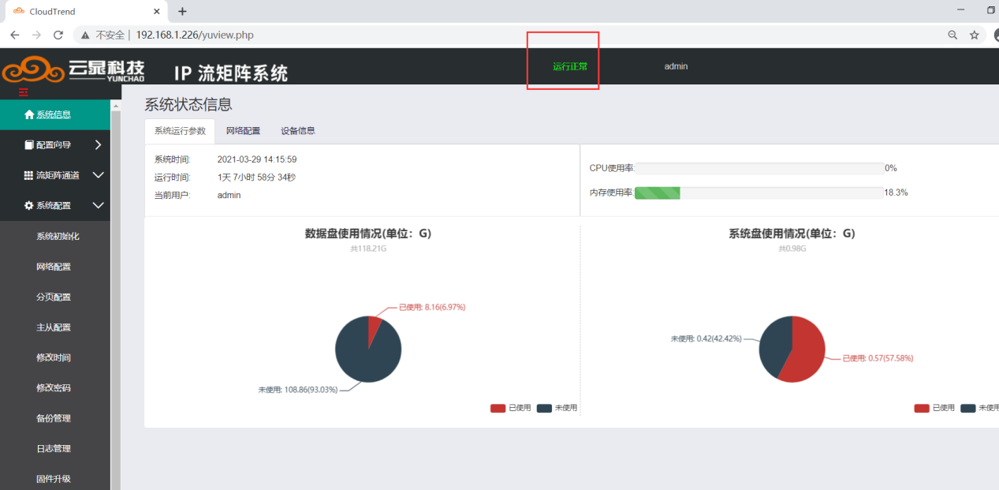 CloudTrend
不安全 | 192.168.1.226/yuview.php
云晁科技
YUNCHAO
IP 流矩阵系统
运行正常
admin
系统信息
配置向导
流矩阵通道
系统配置
系统初始化
网络配置
分页配置
主从配置
修改时间
修改密码
备份管理
日志管理
固件升级
系统状态信息
系统运行参数 网络配置 设备信息
系统时间: 2021-03-29 14:15:59
运行时间: 1天 7小时 58分 34秒
当前用户: admin
CPU使用率: 0%
内存使用率: 18.3%
数据盘使用情况(单位：G)
共118.21G
已使用: 8.16(6.97%)
未使用: 108.86(93.03%)
已使用 未使用
系统盘使用情况(单位：G)
共0.98G
未使用: 0.42(42.42%)
已使用: 0.57(57.58%)
已使用 未使用